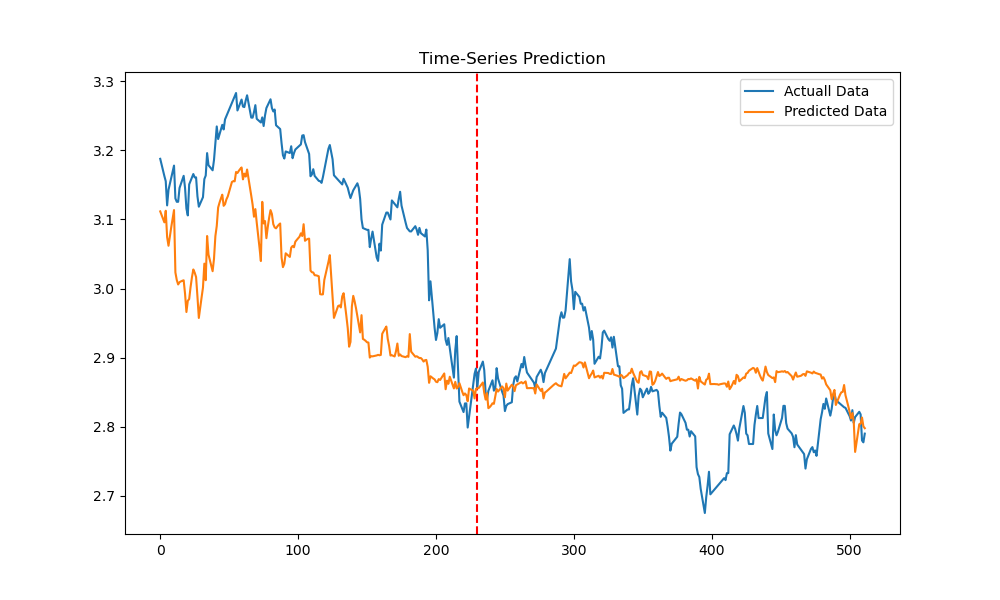 Time-Series Prediction
Actuall Data
Predicted Data
3.3
3.2
3.1
3.0
2.9
2.8
2.7
0 100 200 300 400 500